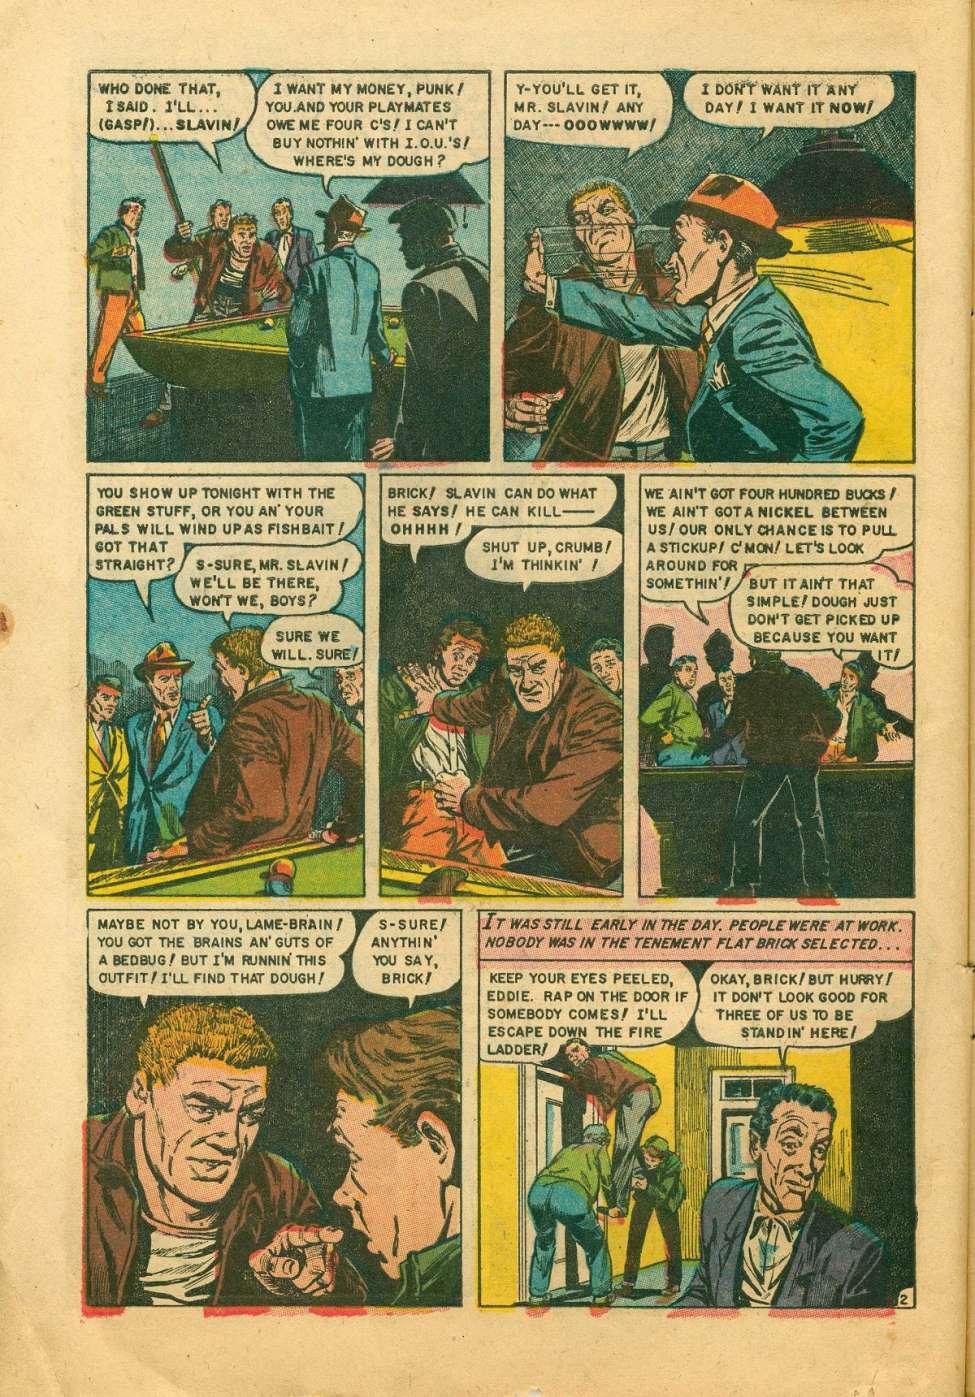 WHO DONE THAT,
I SAID. I'LL...
(GASP!)...SLAVIN!
I WANT MY MONEY, PUNK!
YOU.AND YOUR PLAYMATES
OWE ME FOUR C'S! I CAN'T
BUY NOTHIN' WITH I.O.U.'S!
WHERE'S MY DOUGH?
Y-YOU'LL GET IT,
MR. SLAVIN! ANY
DAY---OOOWWWW!
I DON'T WANT IT ANY
DAY! I WANT IT NOW!
YOU SHOW UP TONIGHT WITH THE
GREEN STUFF, OR YOU AN' YOUR
PALS WILL WIND UP AS FISHBAIT!
GOT THAT
STRAIGHT?
S-SURE, MR. SLAVIN!
WE'LL BE THERE,
WON'T WE, BOYS?
SURE WE
WILL. SURE!
BRICK! SLAVIN CAN DO WHAT
HE SAYS! HE CAN KILL——
OHHHH!
SHUT UP, CRUMB!
I'M THINKIN'!
WE AIN'T GOT FOUR HUNDRED BUCKS!
WE AIN'T GOT A NICKEL BETWEEN
US! OUR ONLY CHANCE IS TO PULL
A STICKUP! C'MON! LET'S LOOK
AROUND FOR
SOMETHIN'!
BUT IT AIN'T THAT
SIMPLE! DOUGH JUST
DON'T GET PICKED UP
BECAUSE YOU WANT
IT!
MAYBE NOT BY YOU, LAME-BRAIN!
YOU GOT THE BRAINS AN' GUTS OF
A BEDBUG! BUT I'M RUNNIN' THIS
OUTFIT! I'LL FIND THAT DOUGH!
S-SURE!
ANYTHIN'
YOU SAY,
BRICK!
IT WAS STILL EARLY IN THE DAY. PEOPLE WERE AT WORK.
NOBODY WAS IN THE TENEMENT FLAT BRICK SELECTED...
KEEP YOUR EYES PEELED,
EDDIE. RAP ON THE DOOR IF
SOMEBODY COMES! I'LL
ESCAPE DOWN THE FIRE
LADDER!
OKAY, BRICK! BUT HURRY!
IT DON'T LOOK GOOD FOR
THREE OF US TO BE
STANDIN' HERE!
2